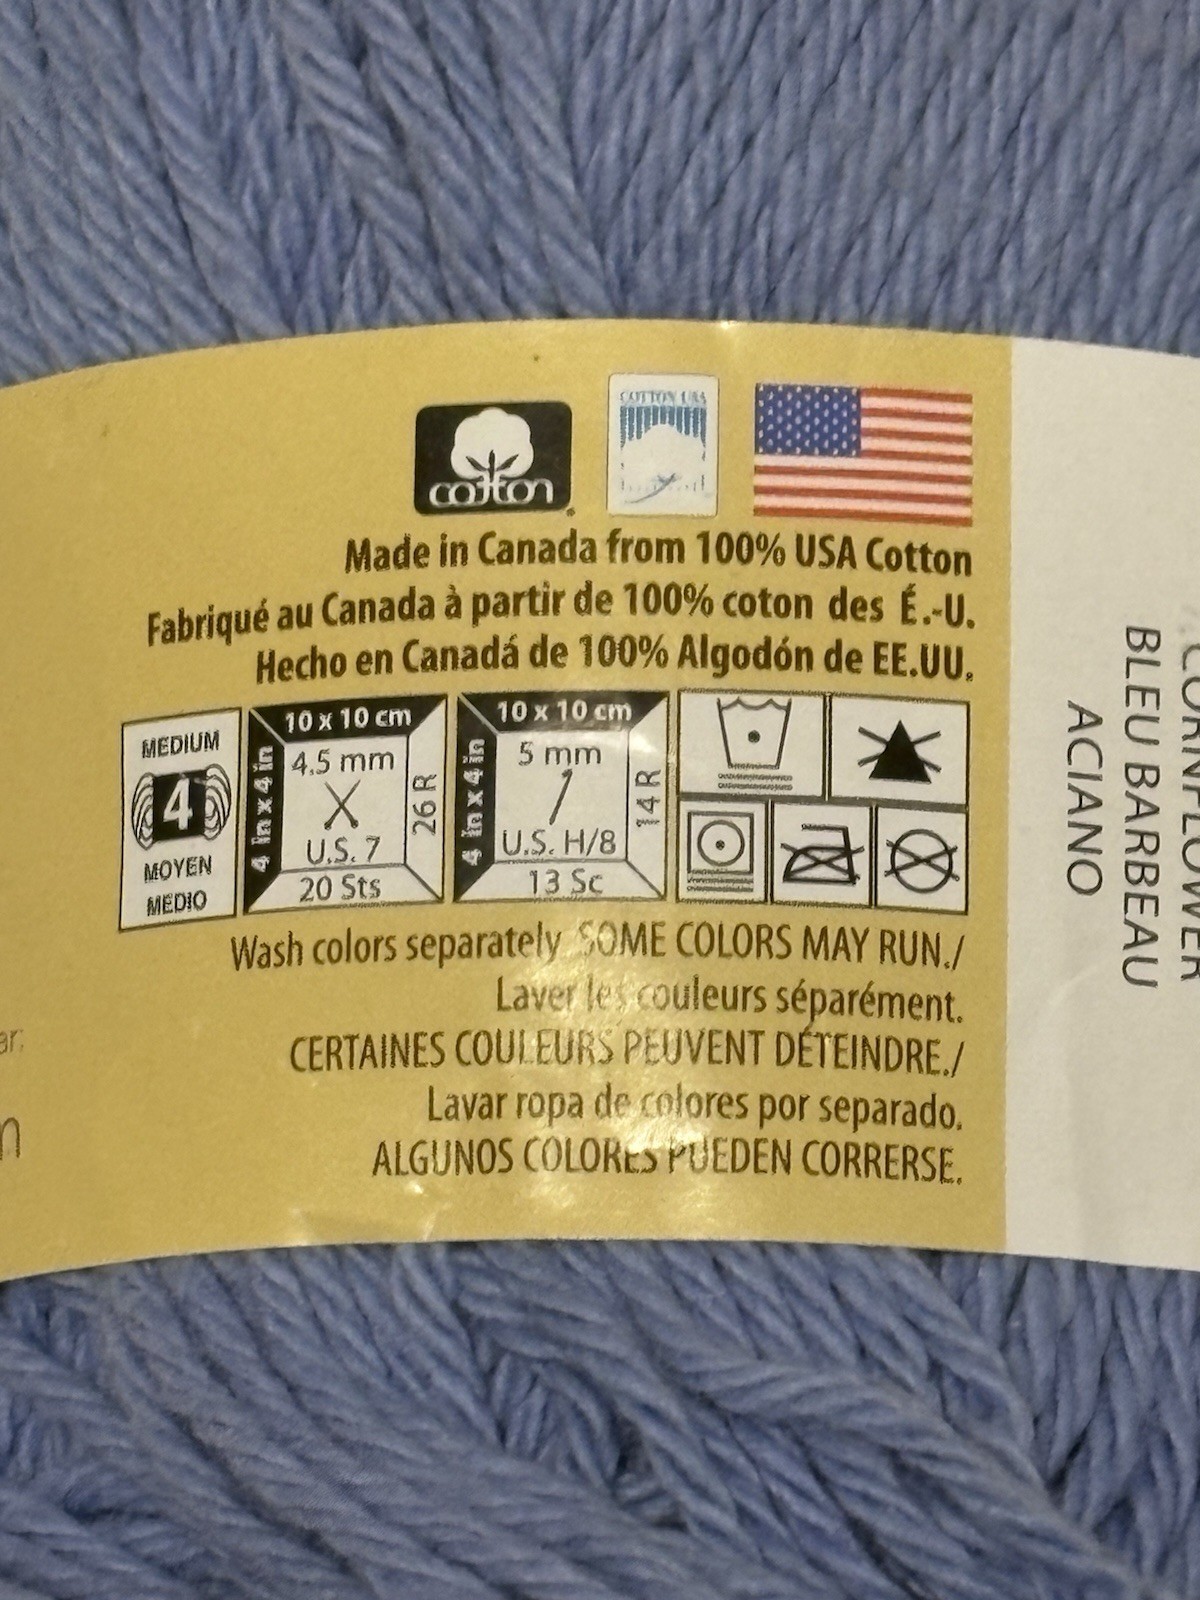 cotton
COTTON USA
Made in Canada from 100% USA Cotton
Fabriqué au Canada à partir de 100% coton des É.-U.
Hecho en Canadá de 100% Algodón de EE.UU.
MEDIUM
4
MOYEN
MEDIO
10 x 10 cm
4 in x 4 in
4.5 mm
U.S. 7
26 R
20 Sts
10 x 10 cm
4 in x 4 in
5 mm
U.S. H/8
14 R
13 Sc
Wash colors separately. SOME COLORS MAY RUN./
Laver les couleurs séparément.
CERTAINES COULEURS PEUVENT DÉTEINDRE./
Lavar ropa de colores por separado.
ALGUNOS COLORES PUEDEN CORRERSE.
CORNFLOWER
BLEU BARBEAU
ACIANO